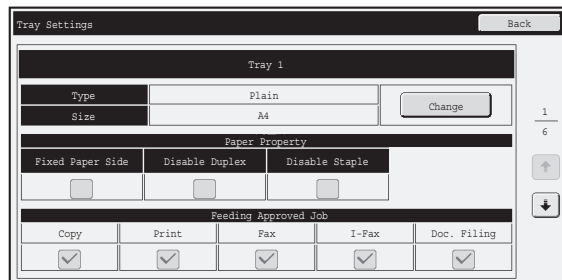 Tray Settings Back
Tray 1
Type Plain
Change
Size A4
1
6
Paper Property
Fixed Paper Side Disable Duplex Disable Staple
Feeding Approved Job
Copy Print Fax I-Fax Doc. Filing